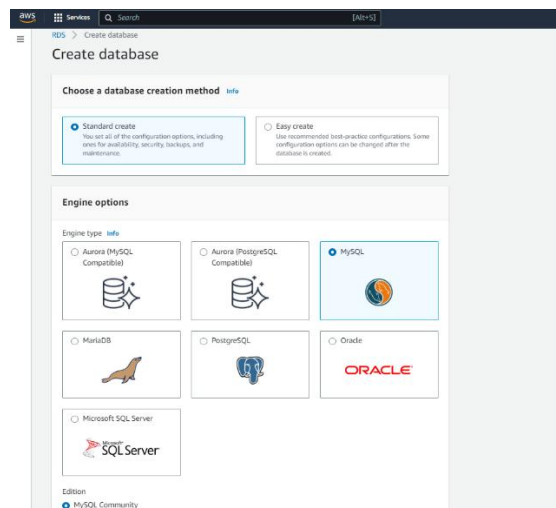 aws
Services
Search
[Alt+S]
RDS > Create database
Create database
Choose a database creation method Info
Standard create
You set all of the configuration options, including
ones for availability, security, backups, and
maintenance.
Easy create
Use recommended best-practice configurations. Some
configuration options can be changed after the
database is created.
Engine options
Engine type Info
Aurora (MySQL
Compatible)
Aurora (PostgreSQL
Compatible)
MySQL
MariaDB
PostgreSQL
Oracle
ORACLE
Microsoft SQL Server
Microsoft
SQL Server
Edition
MySQL Community